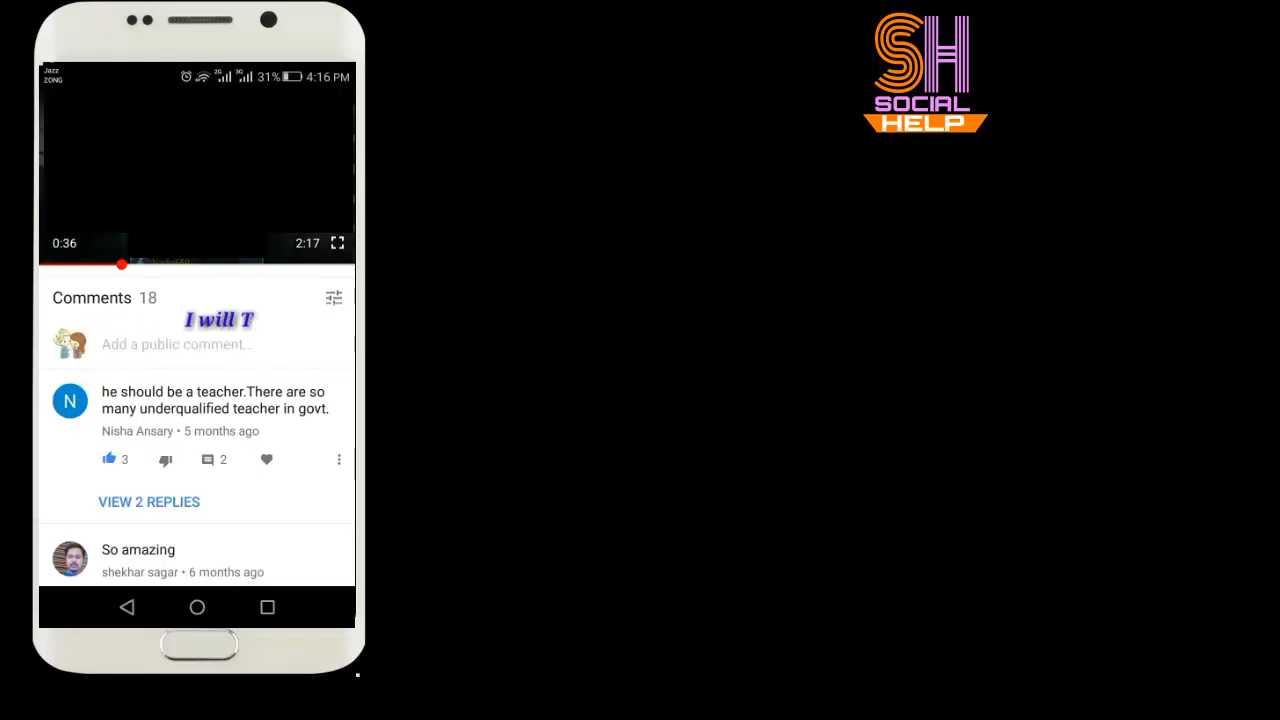 Jazz
ZONG
2G
3G
31%
4:16 PM
SH
SOCIAL
HELP
0:36
2:17
Comments 18
I will T
Add a public comment...
he should be a teacher.There are so
many underqualified teacher in govt.
N
Nisha Ansary • 5 months ago
3
2
VIEW 2 REPLIES
So amazing
shekhar sagar • 6 months ago